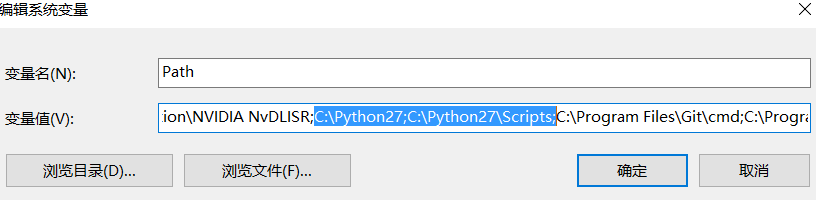 编辑系统变量
变量名(N):
Path
变量值(V):
ion\NVIDIA NvDLISR;C:\Python27;C:\Python27\Scripts;C:\Program Files\Git\cmd;C:\Progra
浏览目录(D)...
浏览文件(F)...
确定
取消